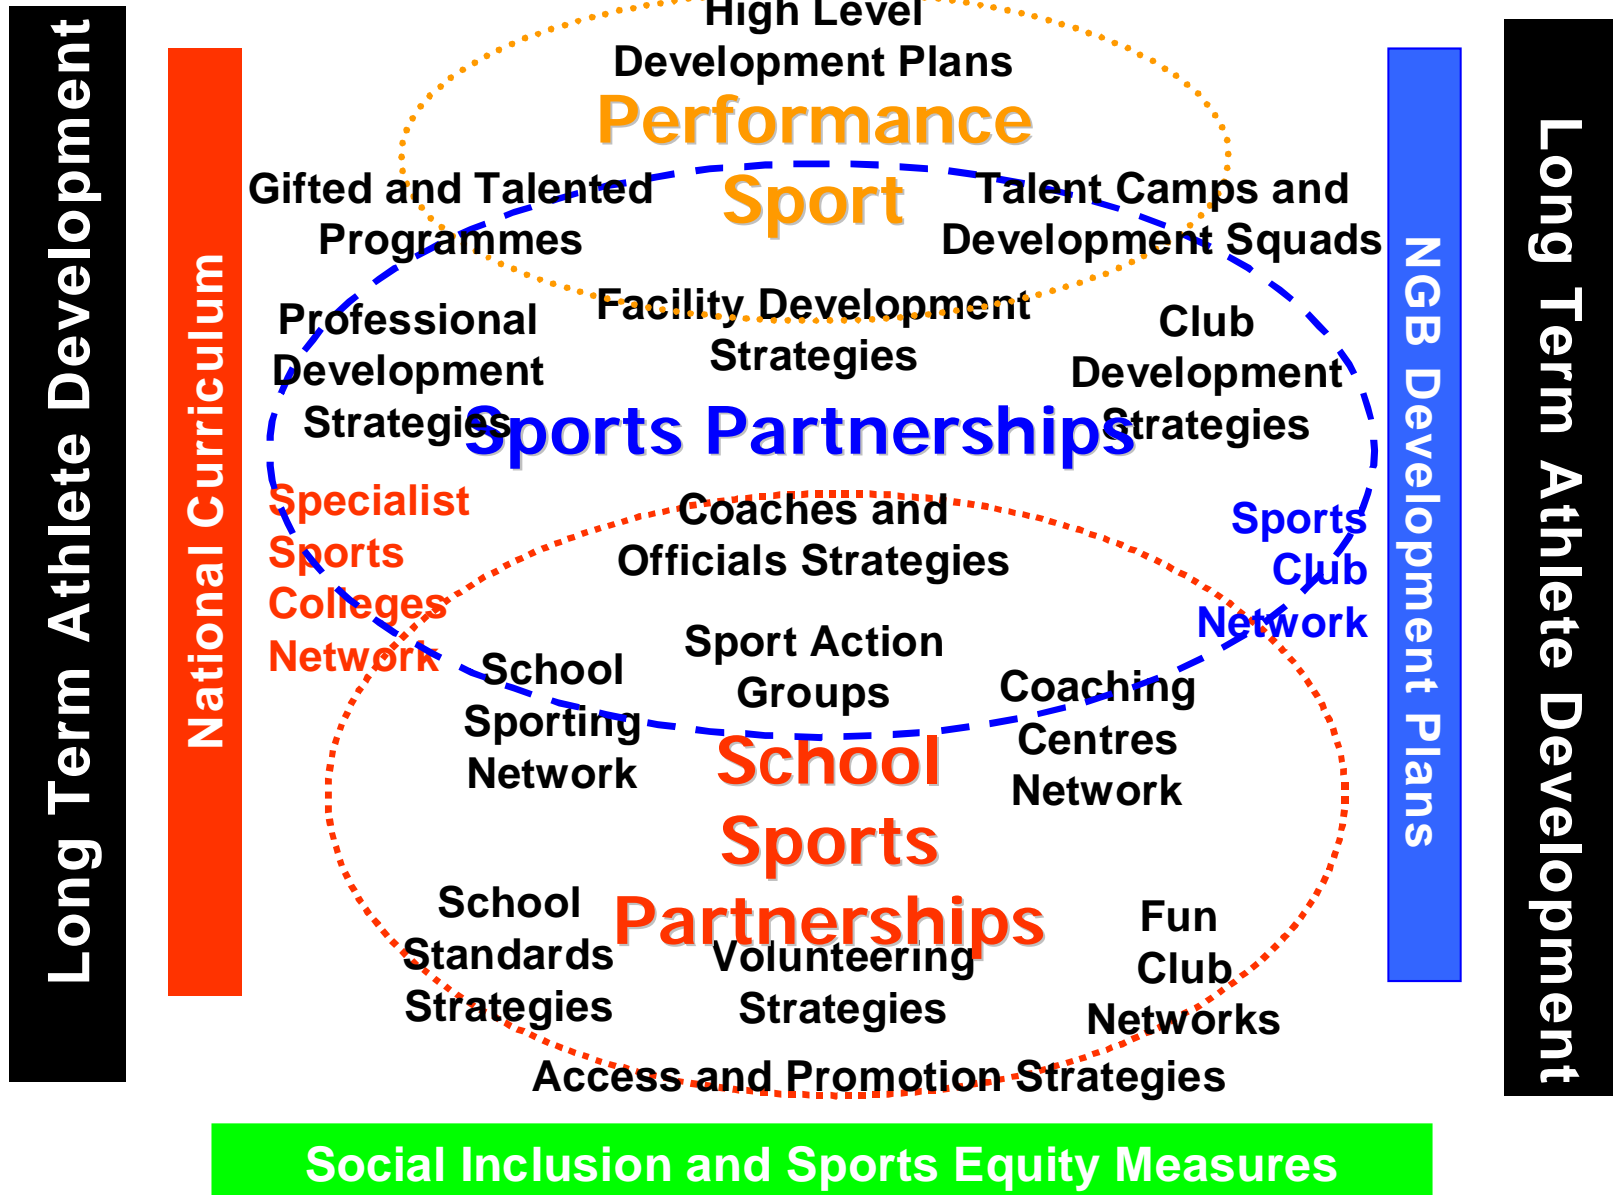 Long Term Athlete Development
National Curriculum
High Level
Development Plans
Performance
Sport
Gifted and Talented
Programmes
Talent Camps and
Development Squads
Professional
Development
Strategies
Facility Development
Strategies
Club
Development
Strategies
Sports Partnerships
Specialist
Sports
Colleges
Network
Coaches and
Officials Strategies
Sports
Club
Network
School
Sporting
Network
Sport Action
Groups
Coaching
Centres
Network
School
Sports
Partnerships
School
Standards
Strategies
Volunteering
Strategies
Fun
Club
Networks
Access and Promotion Strategies
NGB Development Plans
Long Term Athlete Development
Social Inclusion and Sports Equity Measures